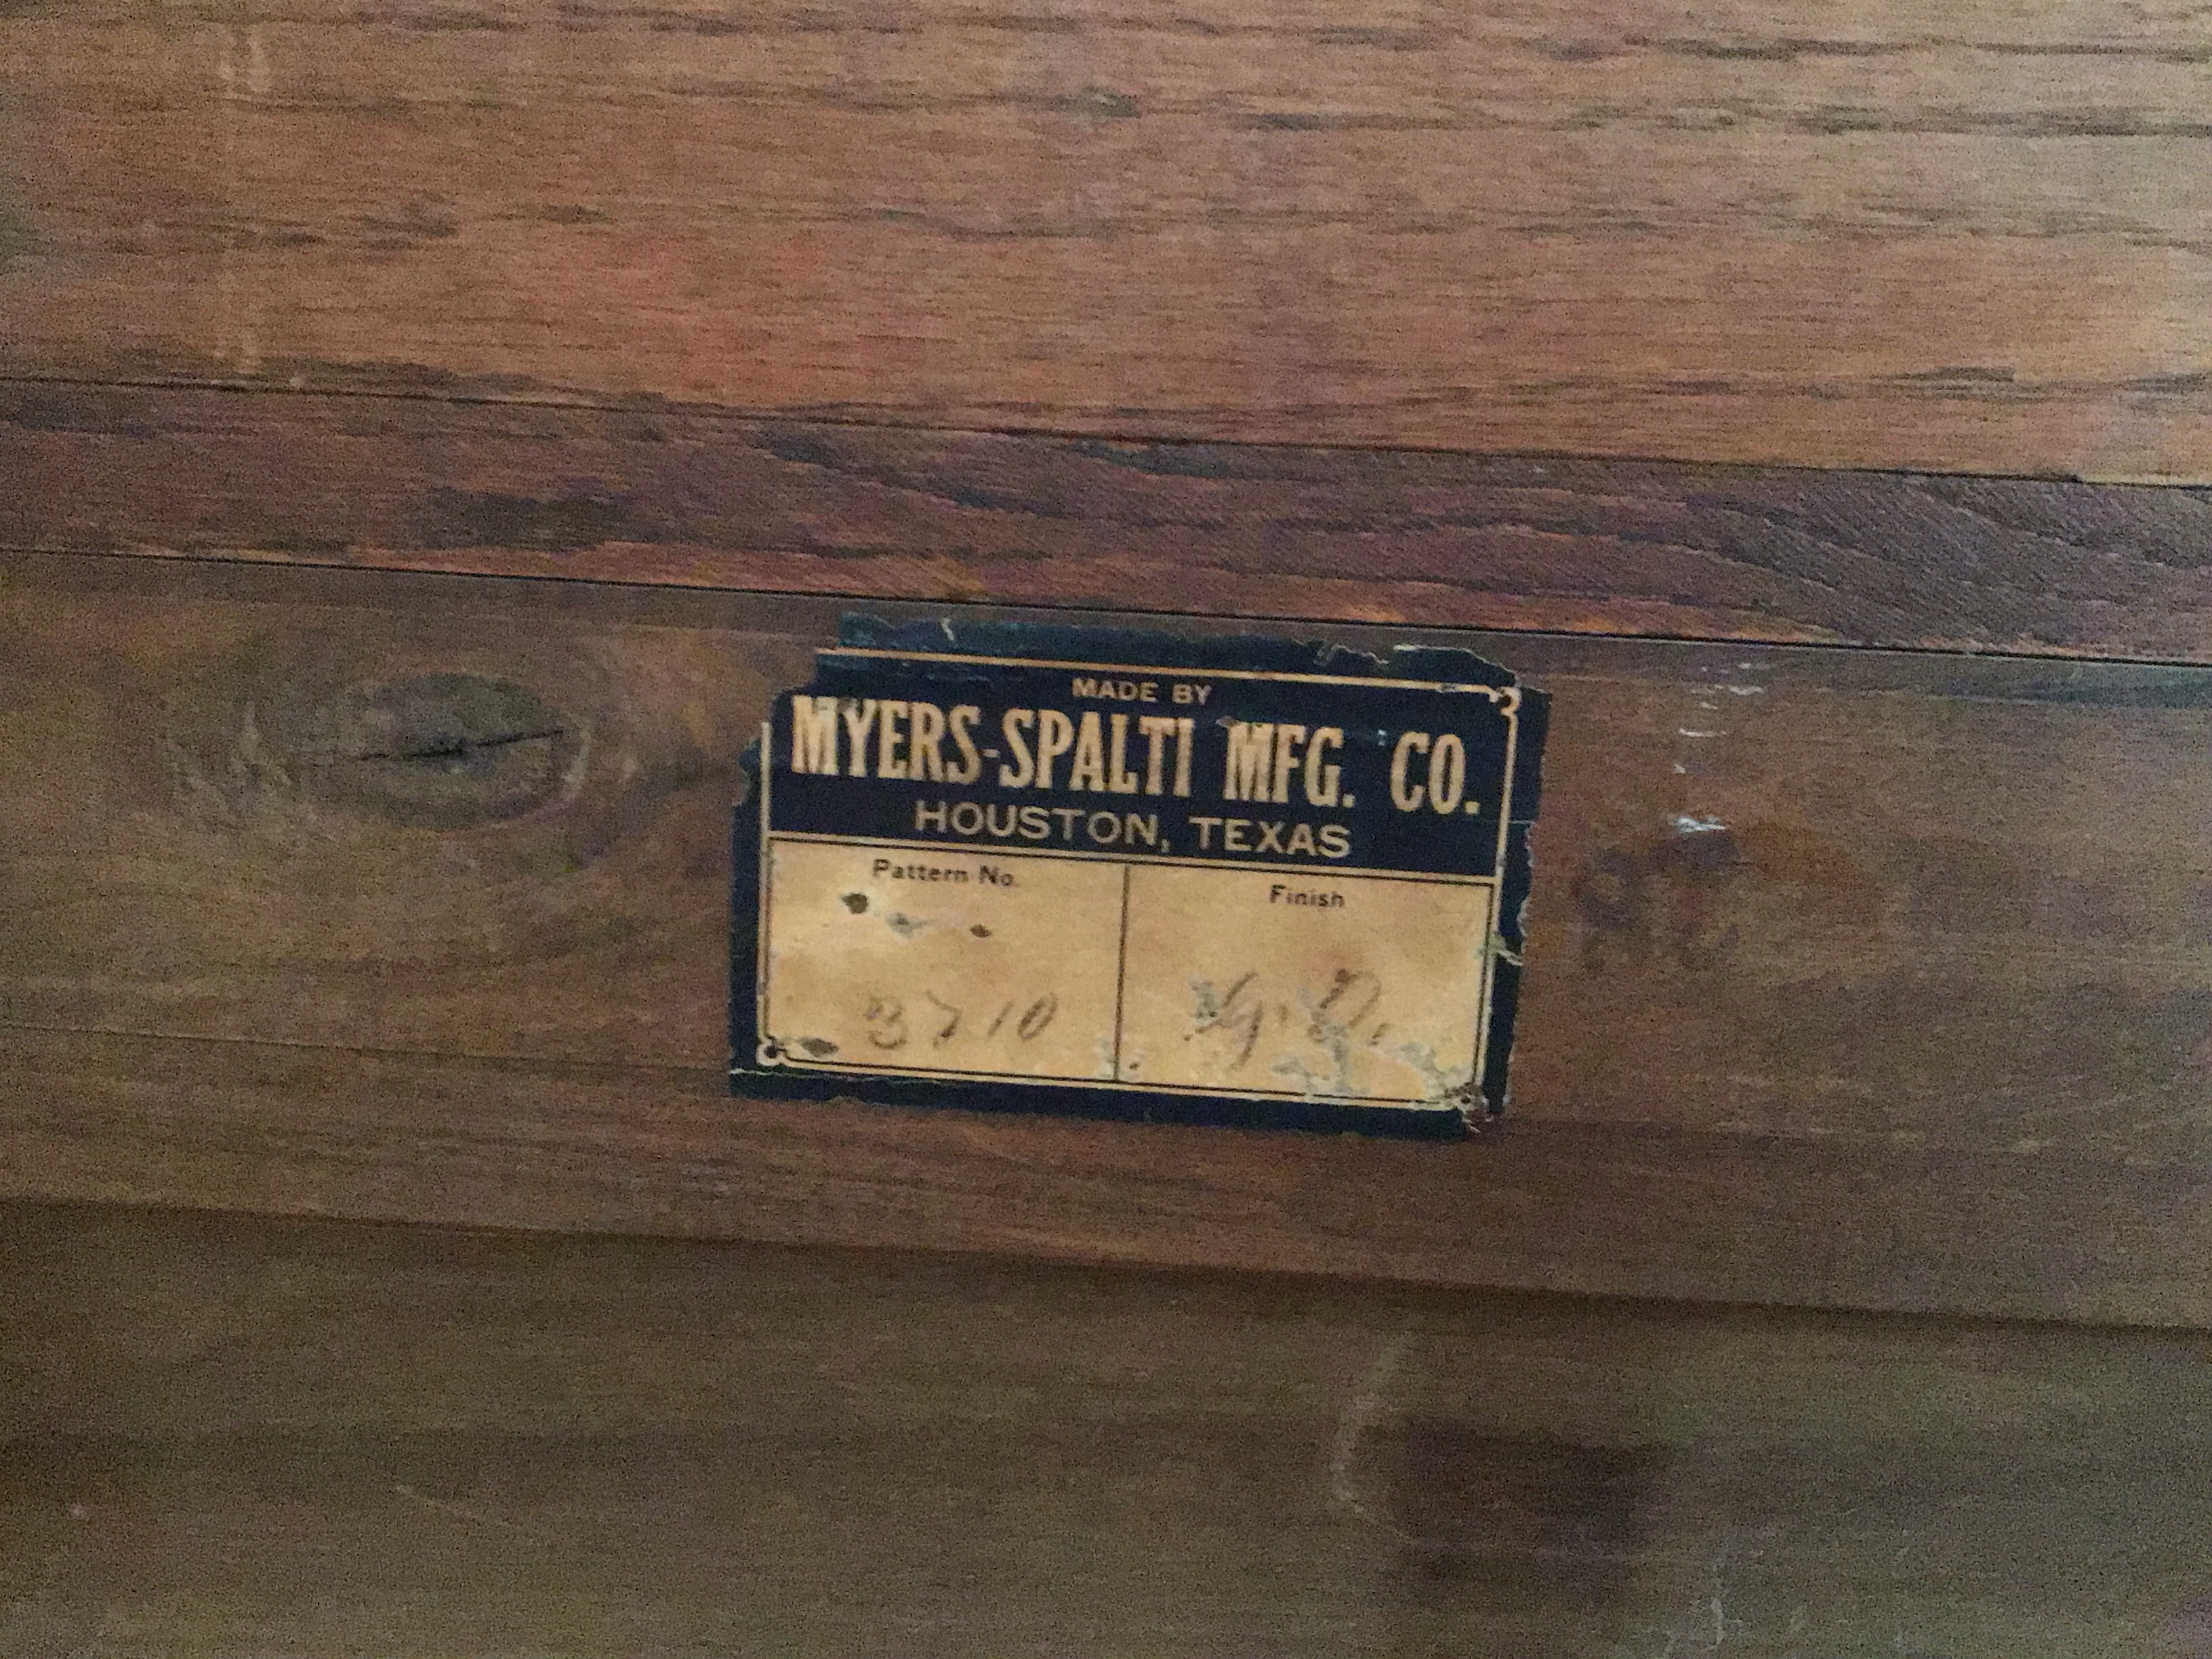 MADE BY
MYERS-SPALTI MFG. CO.
HOUSTON, TEXAS
Pattern No.
Finish
3710